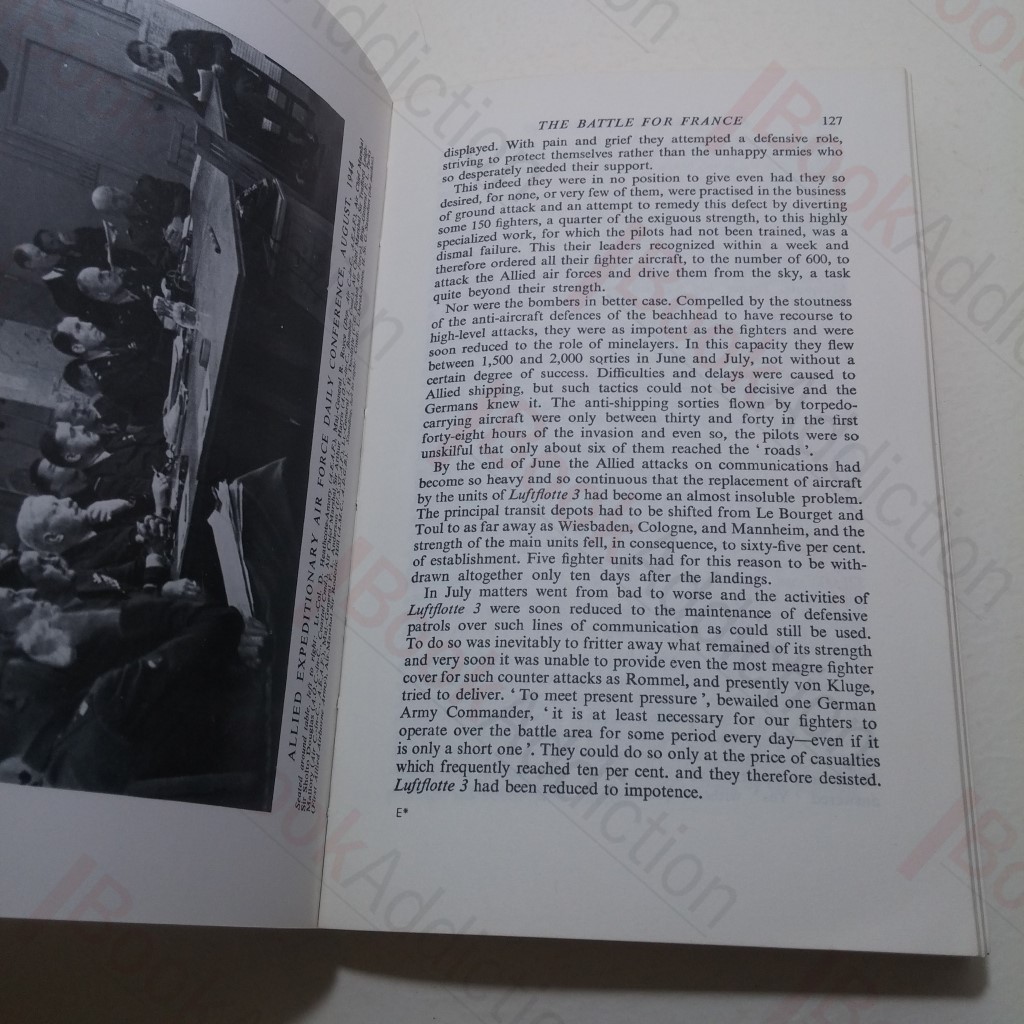 ALLIED EXPEDITIONARY AIR FORCE DAILY CONFERENCE, AUGUST, 1944
Seated around table, left to right: Lt.-Col. D. Heathcote-Amory
THE BATTLE FOR FRANCE 127
displayed. With pain and grief they attempted a defensive role,
striving to protect themselves rather than the unhappy armies who
so desperately needed their support.
This indeed they were in no position to give even had they so
desired, for none, or very few of them, were practised in the business
of ground attack and an attempt to remedy this defect by diverting
some 150 fighters, a quarter of the exiguous strength, to this highly
specialized work, for which the pilots had not been trained, was a
dismal failure. This their leaders recognized within a week and
therefore ordered all their fighter aircraft, to the number of 600, to
attack the Allied air forces and drive them from the sky, a task
quite beyond their strength.
Nor were the bombers in better case. Compelled by the stoutness
of the anti-aircraft defences of the beachhead to have recourse to
high-level attacks, they were as impotent as the fighters and were
soon reduced to the role of minelayers. In this capacity they flew
between 1,500 and 2,000 sorties in June and July, not without a
certain degree of success. Difficulties and delays were caused to
Allied shipping, but such tactics could not be decisive and the
Germans knew it. The anti-shipping sorties flown by torpedo-
carrying aircraft were only between thirty and forty in the first
forty-eight hours of the invasion and even so, the pilots were so
unskilful that only about six of them reached the ' roads '.
By the end of June the Allied attacks on communications had
become so heavy and so continuous that the replacement of aircraft
by the units of Luftflotte 3 had become an almost insoluble problem.
The principal transit depots had to be shifted from Le Bourget and
Toul to as far away as Wiesbaden, Cologne, and Mannheim, and the
strength of the main units fell, in consequence, to sixty-five per cent.
of establishment. Five fighter units had for this reason to be with-
drawn altogether only ten days after the landings.
In July matters went from bad to worse and the activities of
Luftflotte 3 were soon reduced to the maintenance of defensive
patrols over such lines of communication as could still be used.
To do so was inevitably to fritter away what remained of its strength
and very soon it was unable to provide even the most meagre fighter
cover for such counter attacks as Rommel, and presently von Kluge,
tried to deliver. ' To meet present pressure ', bewailed one German
Army Commander, ' it is at least necessary for our fighters to
operate over the battle area for some period every day—even if it
is only a short one '. They could do so only at the price of casualties
which frequently reached ten per cent. and they therefore desisted.
Luftflotte 3 had been reduced to impotence.
E*